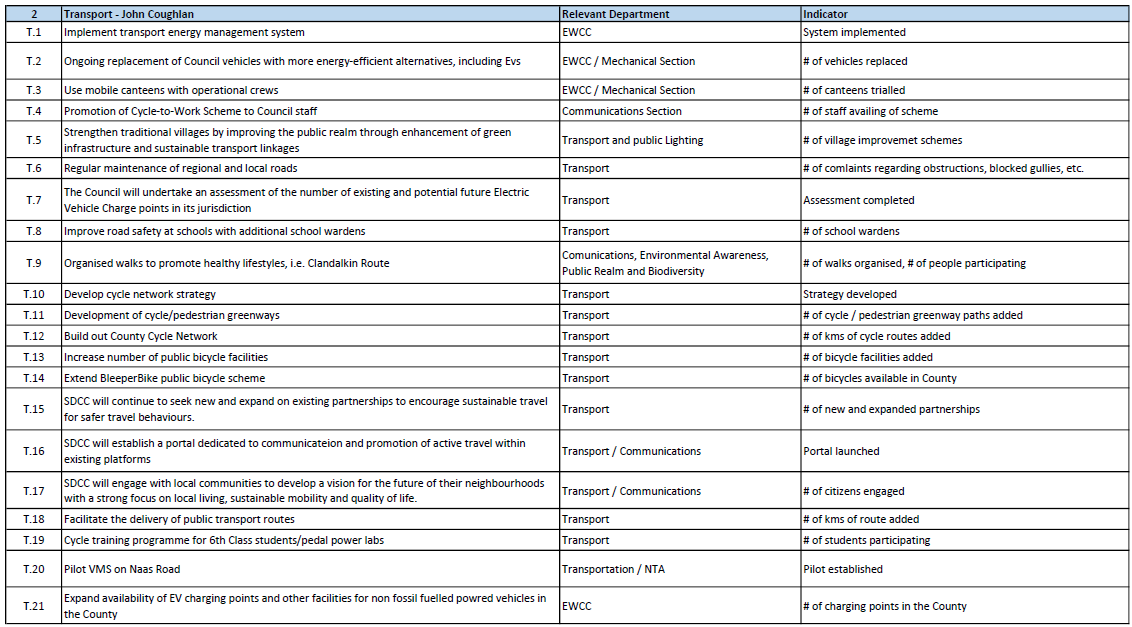 2 Transport - John Coughlan Relevant Department Indicator
T.1 Implement transport energy management system EWCC System implemented
T.2 Ongoing replacement of Council vehicles with more energy-efficient alternatives, including Evs EWCC / Mechanical Section # of vehicles replaced
T.3 Use mobile canteens with operational crews EWCC / Mechanical Section # of canteens trialled
T.4 Promotion of Cycle-to-Work Scheme to Council staff Communications Section # of staff availing of scheme
T.5 Strengthen traditional villages by improving the public realm through enhancement of green
infrastructure and sustainable transport linkages Transport and public Lighting # of village improvemet schemes
T.6 Regular maintenance of regional and local roads Transport # of comlaints regarding obstructions, blocked gullies, etc.
T.7 The Council will undertake an assessment of the number of existing and potential future Electric
Vehicle Charge points in its jurisdiction Transport Assessment completed
T.8 Improve road safety at schools with additional school wardens Transport # of school wardens
T.9 Organised walks to promote healthy lifestyles, i.e. Clandalkin Route Comunications, Environmental Awareness,
Public Realm and Biodiversity # of walks organised, # of people participating
T.10 Develop cycle network strategy Transport Strategy developed
T.11 Development of cycle/pedestrian greenways Transport # of cycle / pedestrian greenway paths added
T.12 Build out County Cycle Network Transport # of kms of cycle routes added
T.13 Increase number of public bicycle facilities Transport # of bicycle facilities added
T.14 Extend BleeperBike public bicycle scheme Transport # of bicycles available in County
T.15 SDCC will continue to seek new and expand on existing partnerships to encourage sustainable travel
for safer travel behaviours. Transport # of new and expanded partnerships
T.16 SDCC will establish a portal dedicated to communicateion and promotion of active travel within
existing platforms Transport / Communications Portal launched
T.17 SDCC will engage with local communities to develop a vision for the future of their neighbourhoods
with a strong focus on local living, sustainable mobility and quality of life. Transport / Communications # of citizens engaged
T.18 Facilitate the delivery of public transport routes Transport # of kms of route added
T.19 Cycle training programme for 6th Class students/pedal power labs Transport # of students participating
T.20 Pilot VMS on Naas Road Transportation / NTA Pilot established
T.21 Expand availability of EV charging points and other facilities for non fossil fuelled powred vehicles in
the County EWCC # of charging points in the County